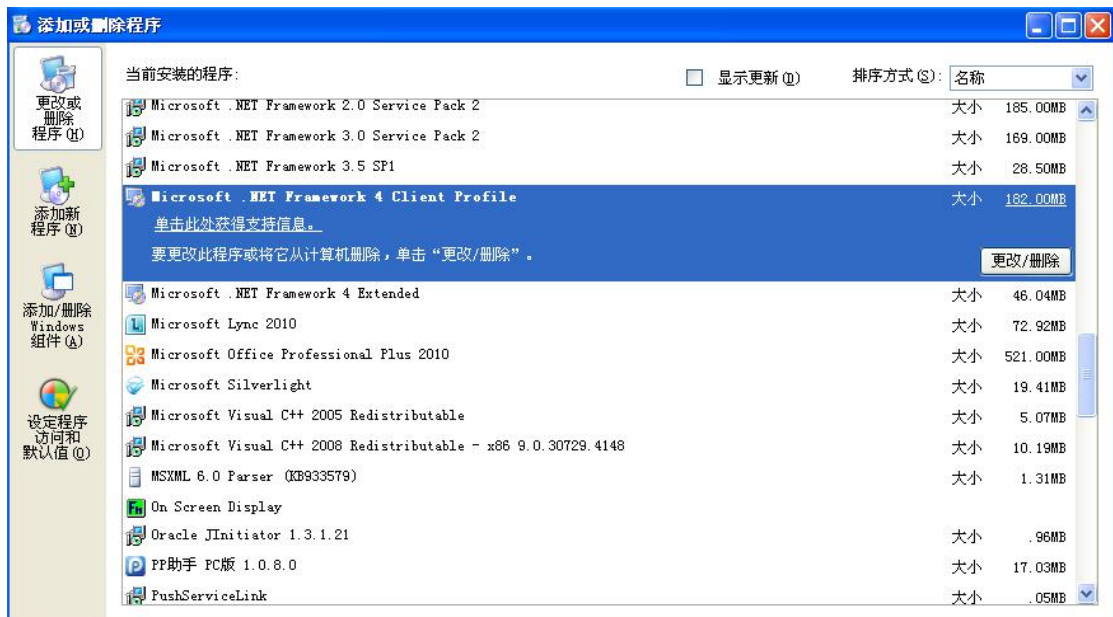 添加或删除程序
更改或
删除
程序(H)
添加新
程序(N)
添加/删除
Windows
组件(A)
设定程序
访问和
默认值(O)
当前安装的程序: 显示更新(D) 排序方式(S): 名称
Microsoft .NET Framework 2.0 Service Pack 2 大小 185.00MB
Microsoft .NET Framework 3.0 Service Pack 2 大小 169.00MB
Microsoft .NET Framework 3.5 SP1 大小 28.50MB
Microsoft .NET Framework 4 Client Profile 大小 182.00MB
单击此处获得支持信息。
要更改此程序或将它从计算机删除，单击“更改/删除”。
更改/删除
Microsoft .NET Framework 4 Extended 大小 46.04MB
Microsoft Lync 2010 大小 72.92MB
Microsoft Office Professional Plus 2010 大小 521.00MB
Microsoft Silverlight 大小 19.41MB
Microsoft Visual C++ 2005 Redistributable 大小 5.07MB
Microsoft Visual C++ 2008 Redistributable - x86 9.0.30729.4148 大小 10.19MB
MSXML 6.0 Parser (KB933579) 大小 1.31MB
On Screen Display
Oracle JInitiator 1.3.1.21 大小 .96MB
PP助手 PC版 1.0.8.0 大小 17.03MB
PushServiceLink 大小 .05MB